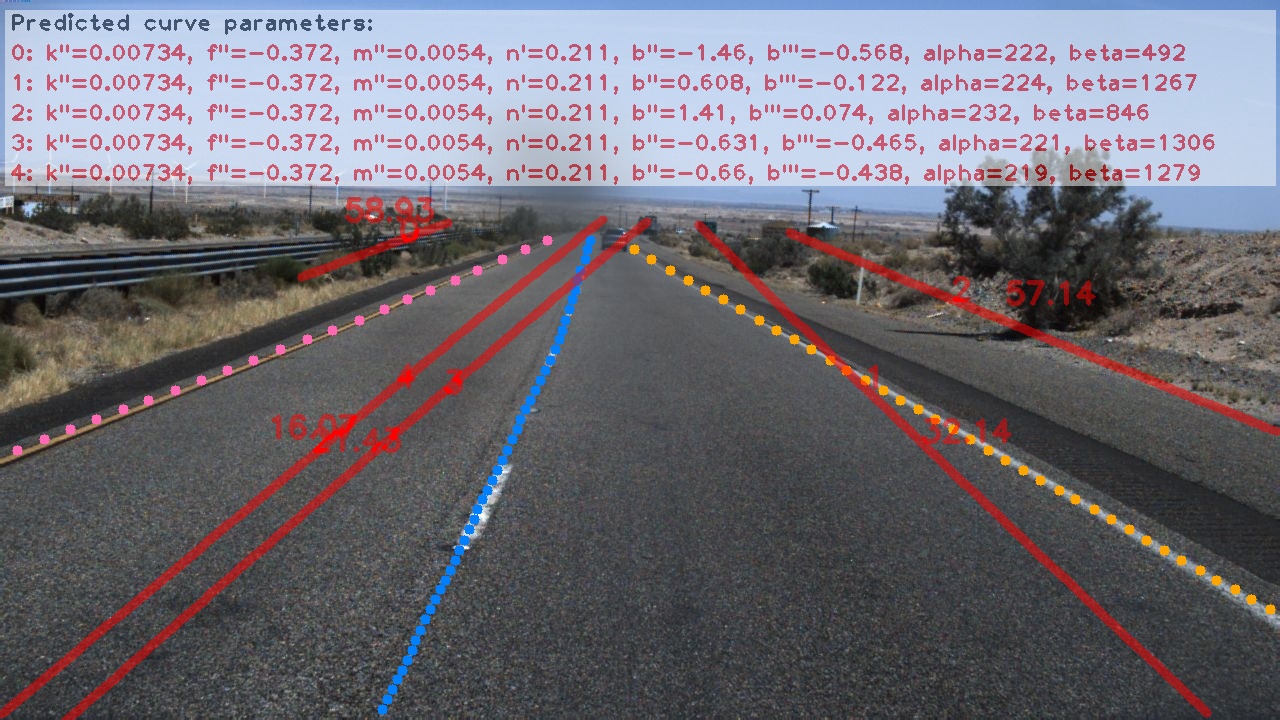 Predicted curve parameters:
0: k''=0.00734, f''=−0.372, m''=0.0054, n'=0.211, b''=−1.46, b'''=−0.568, alpha=222, beta=492
1: k''=0.00734, f''=−0.372, m''=0.0054, n'=0.211, b''=0.608, b'''=−0.122, alpha=224, beta=1267
2: k''=0.00734, f''=−0.372, m''=0.0054, n'=0.211, b''=1.41, b'''=0.074, alpha=232, beta=846
3: k''=0.00734, f''=−0.372, m''=0.0054, n'=0.211, b''=−0.631, b'''=−0.465, alpha=221, beta=1306
4: k''=0.00734, f''=−0.372, m''=0.0054, n'=0.211, b''=−0.66, b'''=−0.438, alpha=219, beta=1279
58.93
0
2
57.14
4
3
1
32.14